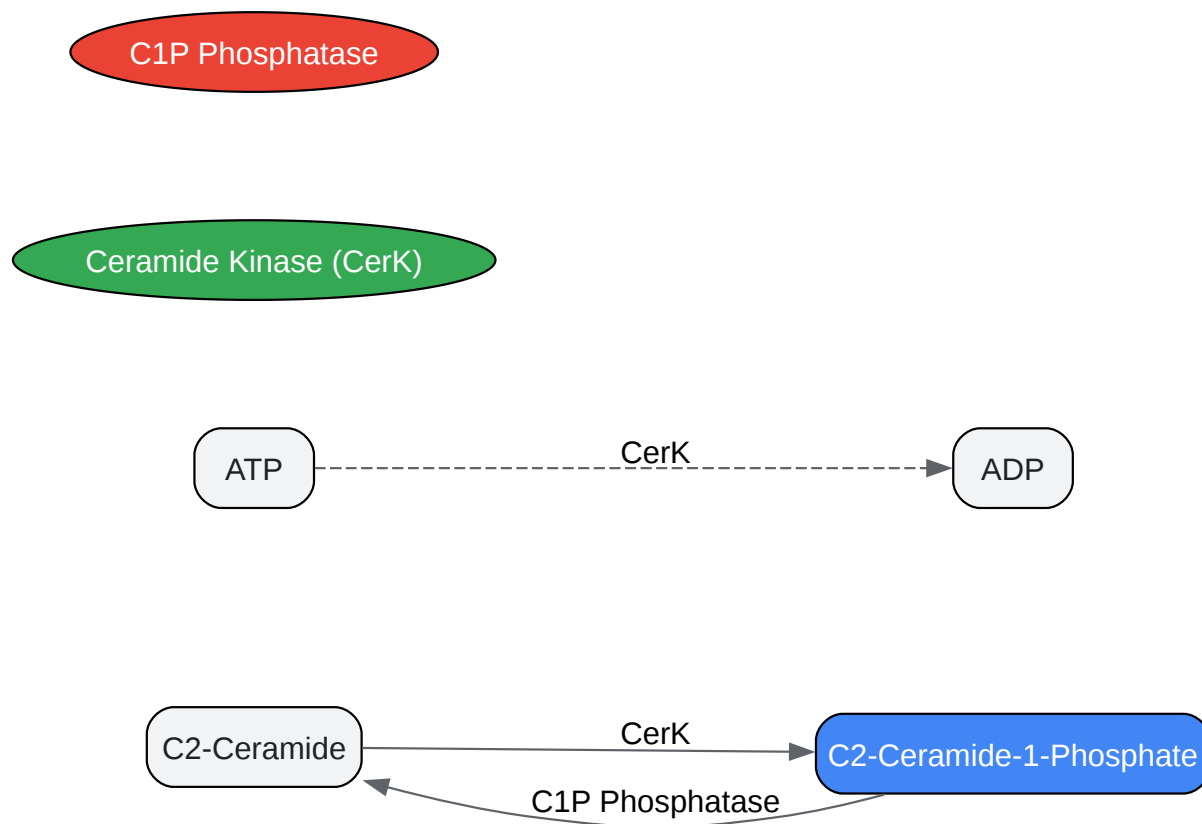 C1P Phosphatase
Ceramide Kinase (CerK)
ATP
CerK
ADP
C2-Ceramide
CerK
C2-Ceramide-1-Phosphate
C1P Phosphatase